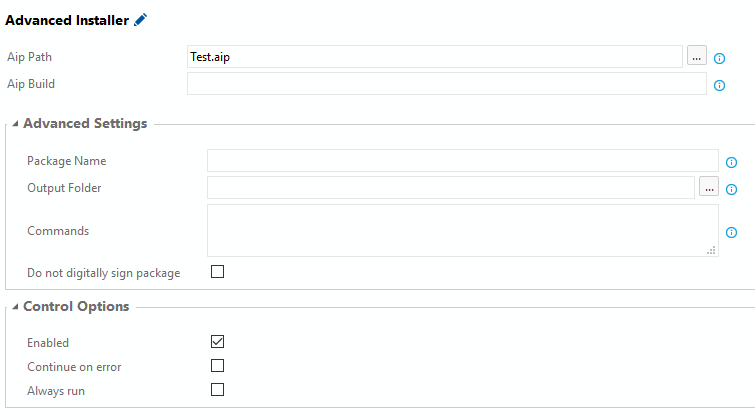 Advanced Installer
Aip Path Test.aip ...
Aip Build
Advanced Settings
Package Name
Output Folder ...
Commands
Do not digitally sign package
Control Options
Enabled
Continue on error
Always run